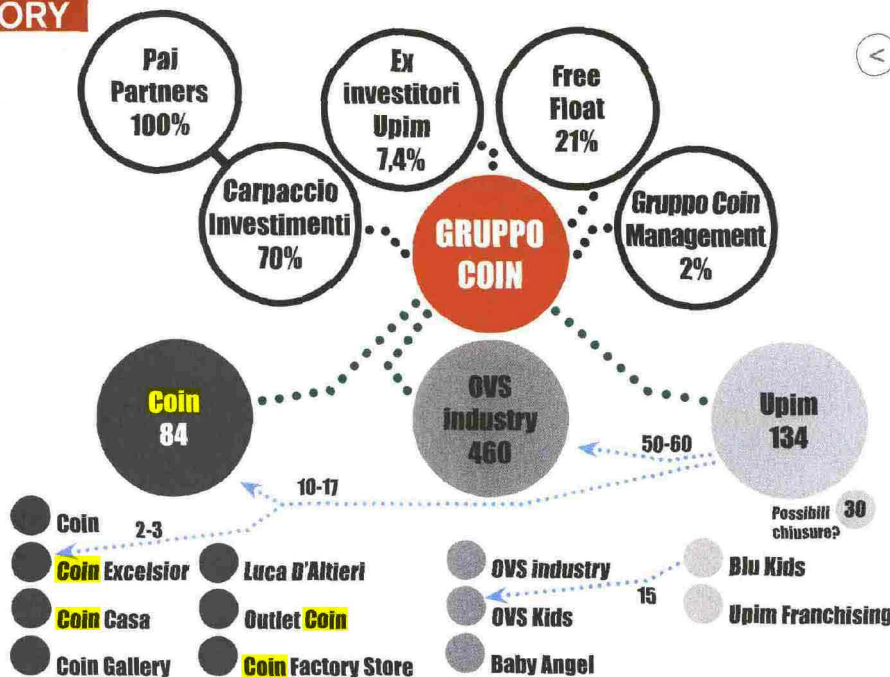 ORY
Pai
Partners
100%
Ex
investitori
Upim
7,4%
Free
Float
21%
<
Carpaccio
Investimenti
70%
GRUPPO
COIN
Gruppo Coin
Management
2%
Coin
84
OVS
industry
460
Upim
134
50-60
10-17
2-3
Possibili
chiusure?
30
Coin
Coin Excelsior
Coin Casa
Coin Gallery
Luca D'Altieri
Outlet Coin
Coin Factory Store
OVS industry
OVS Kids
Baby Angel
15
Blu Kids
Upim Franchising